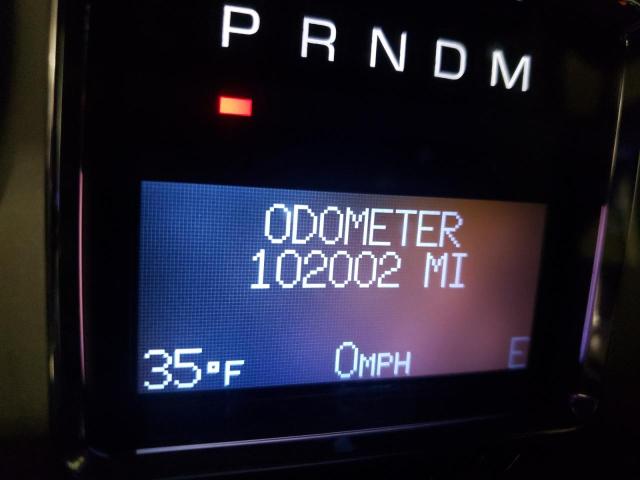 P R N D M
ODOMETER
102002 MI
35°F 0MPH E